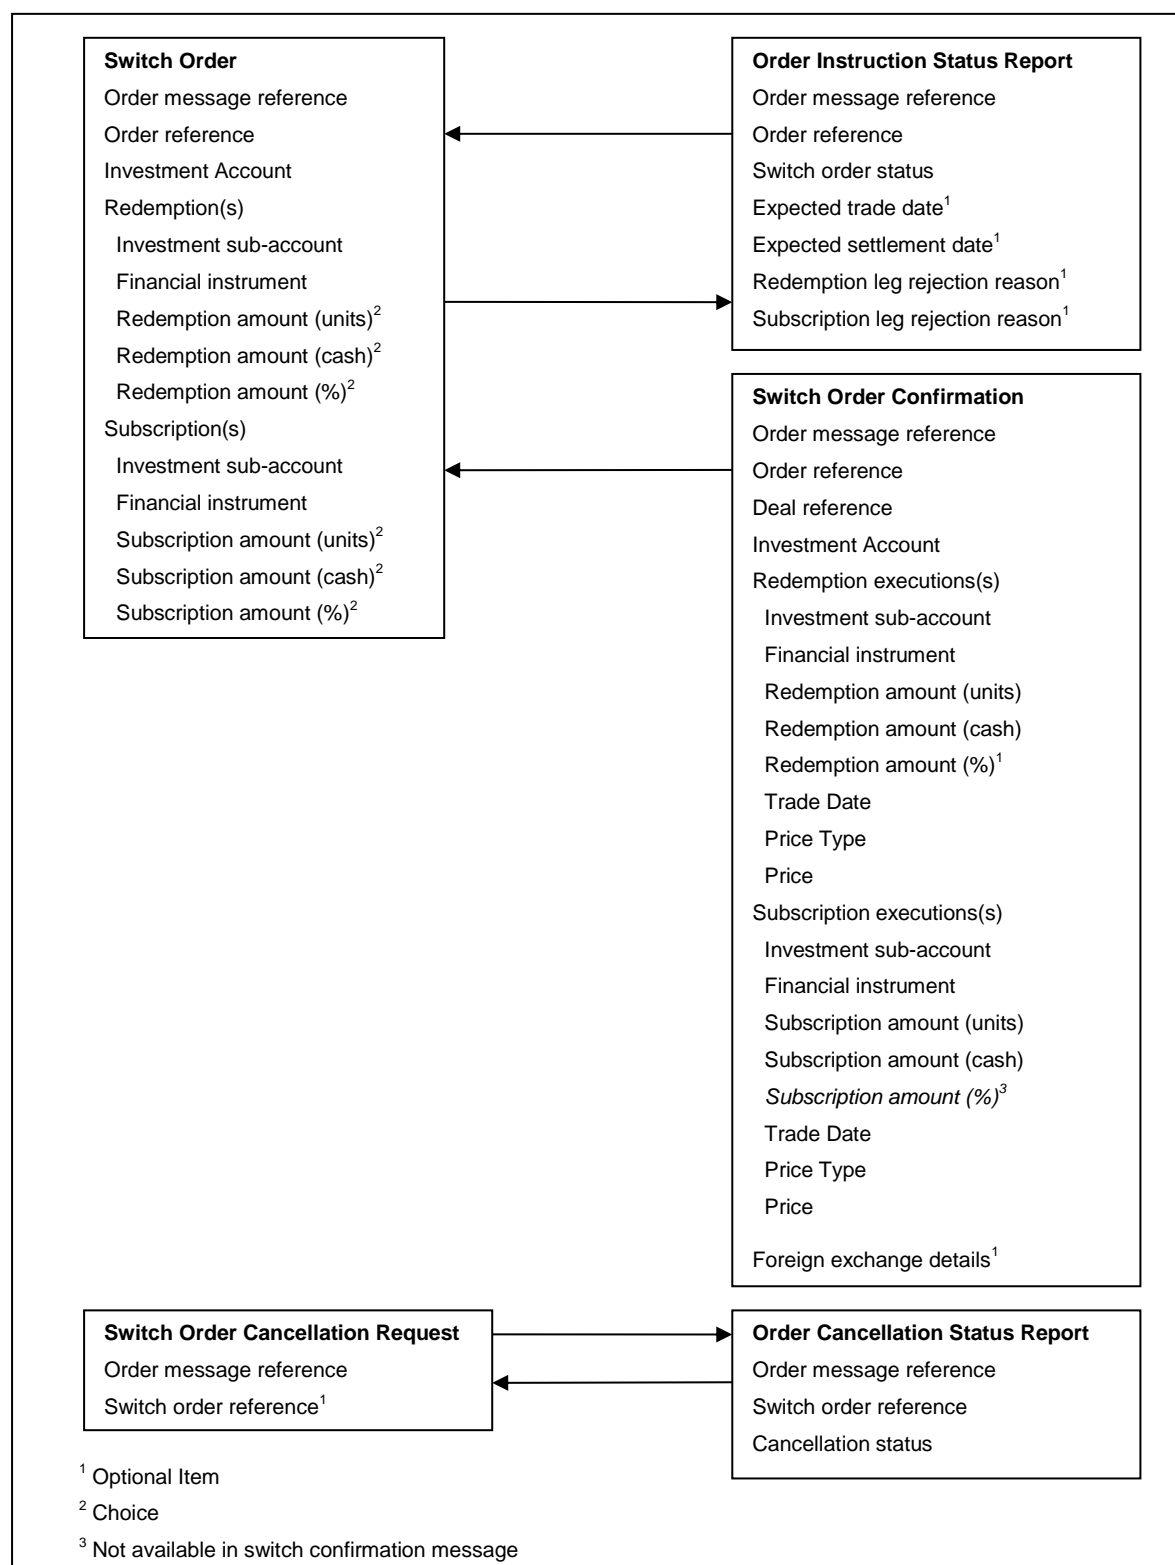 Switch Order
Order message reference
Order reference
Investment Account
Redemption(s)
Investment sub-account
Financial instrument
Redemption amount (units)²
Redemption amount (cash)²
Redemption amount (%)²
Subscription(s)
Investment sub-account
Financial instrument
Subscription amount (units)²
Subscription amount (cash)²
Subscription amount (%)²
Order Instruction Status Report
Order message reference
Order reference
Switch order status
Expected trade date¹
Expected settlement date¹
Redemption leg rejection reason¹
Subscription leg rejection reason¹
Switch Order Confirmation
Order message reference
Order reference
Deal reference
Investment Account
Redemption executions(s)
Investment sub-account
Financial instrument
Redemption amount (units)
Redemption amount (cash)
Redemption amount (%)¹
Trade Date
Price Type
Price
Subscription executions(s)
Investment sub-account
Financial instrument
Subscription amount (units)
Subscription amount (cash)
Subscription amount (%)³
Trade Date
Price Type
Price
Foreign exchange details¹
Switch Order Cancellation Request
Order message reference
Switch order reference¹
Order Cancellation Status Report
Order message reference
Switch order reference
Cancellation status
¹ Optional Item
² Choice
³ Not available in switch confirmation message